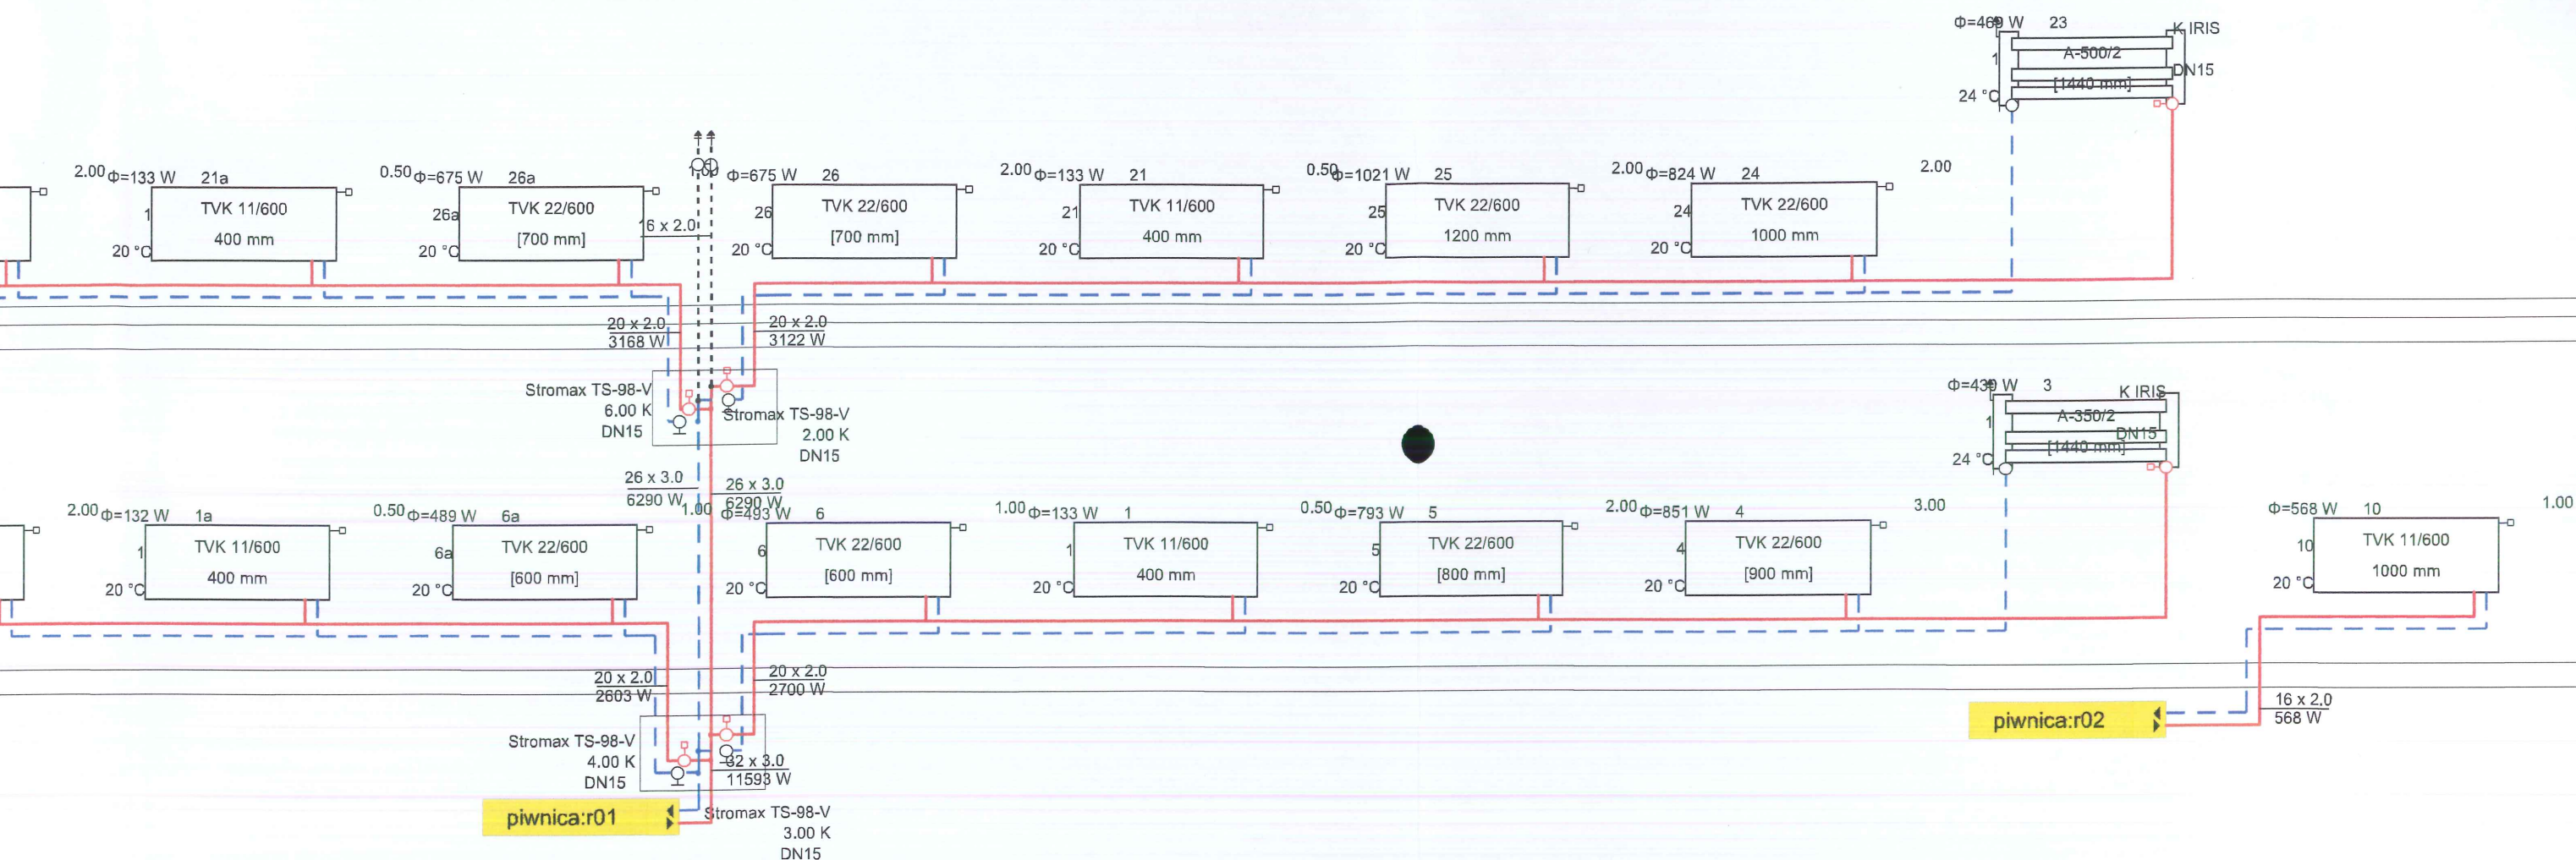 Φ=469 W 23
K IRIS
A-500/2
1
DN15
[1440 mm]
24 °C
2.00 Φ=133 W 21a
0.50 Φ=675 W 26a
1.00 Φ=675 W 26
2.00 Φ=133 W 21
0.50 Φ=1021 W 25
2.00 Φ=824 W 24
2.00
1 TVK 11/600
400 mm
20 °C
26a TVK 22/600
[700 mm]
20 °C
16 x 2.0
26 TVK 22/600
[700 mm]
20 °C
21 TVK 11/600
400 mm
20 °C
25 TVK 22/600
1200 mm
20 °C
24 TVK 22/600
1000 mm
20 °C
20 x 2.0
3168 W
20 x 2.0
3122 W
Stromax TS-98-V
6.00 K
DN15
Stromax TS-98-V
2.00 K
DN15
Φ=430 W 3
K IRIS
A-350/2
1
DN15
[1440 mm]
24 °C
26 x 3.0
6290 W
26 x 3.0
6290 W
2.00 Φ=132 W 1a
0.50 Φ=489 W 6a
1.00 Φ=493 W 6
1.00 Φ=133 W 1
0.50 Φ=793 W 5
2.00 Φ=851 W 4
3.00
Φ=568 W 10
1.00
1 TVK 11/600
400 mm
20 °C
6a TVK 22/600
[600 mm]
20 °C
6 TVK 22/600
[600 mm]
20 °C
1 TVK 11/600
400 mm
20 °C
5 TVK 22/600
[800 mm]
20 °C
4 TVK 22/600
[900 mm]
20 °C
10 TVK 11/600
1000 mm
20 °C
20 x 2.0
2603 W
20 x 2.0
2700 W
piwnica:r02
16 x 2.0
568 W
Stromax TS-98-V
4.00 K
DN15
32 x 3.0
11593 W
piwnica:r01
Stromax TS-98-V
3.00 K
DN15